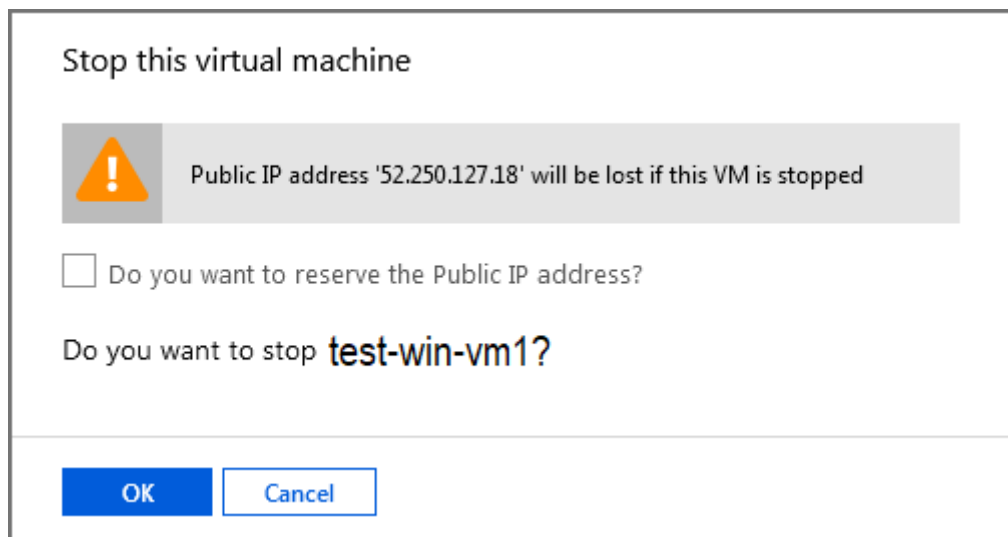 Stop this virtual machine
Public IP address '52.250.127.18' will be lost if this VM is stopped
Do you want to reserve the Public IP address?
Do you want to stop test-win-vm1?
OK Cancel